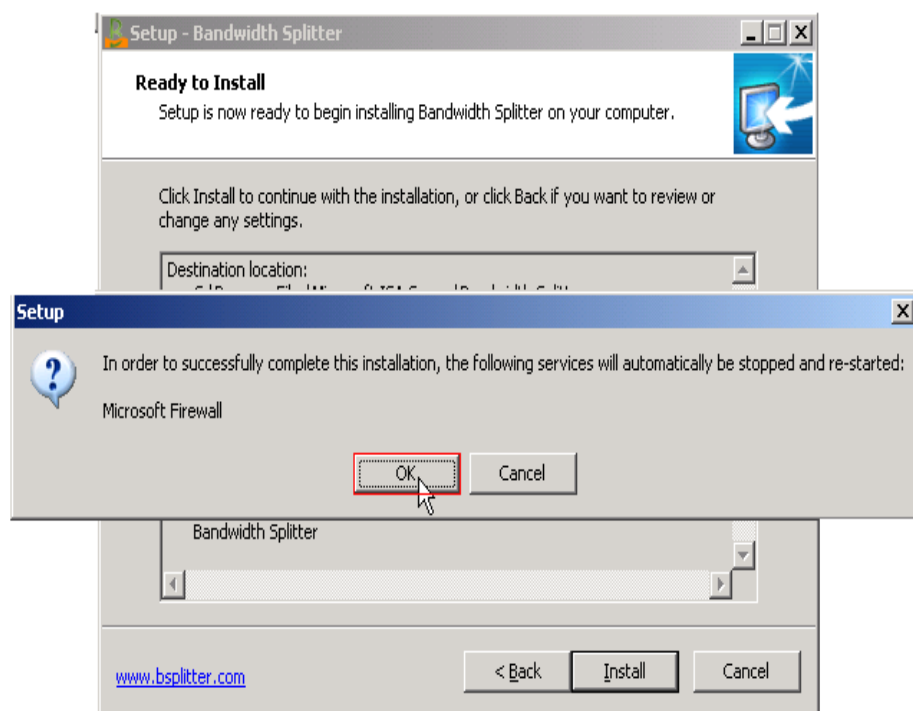 Setup - Bandwidth Splitter
Ready to Install
Setup is now ready to begin installing Bandwidth Splitter on your computer.
Click Install to continue with the installation, or click Back if you want to review or
change any settings.
Destination location:
Setup
In order to successfully complete this installation, the following services will automatically be stopped and re-started:
Microsoft Firewall
OK
Cancel
Bandwidth Splitter
www.bsplitter.com
< Back
Install
Cancel